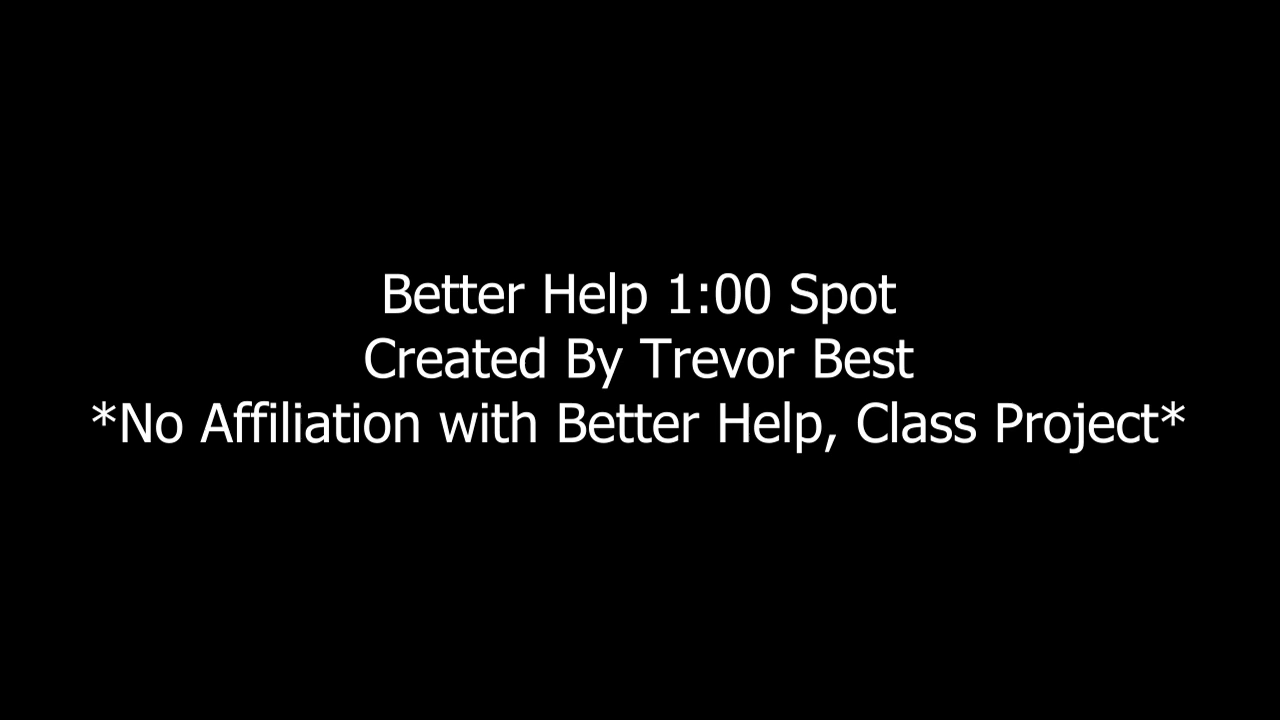 Better Help 1:00 Spot
Created By Trevor Best
*No Affiliation with Better Help, Class Project*